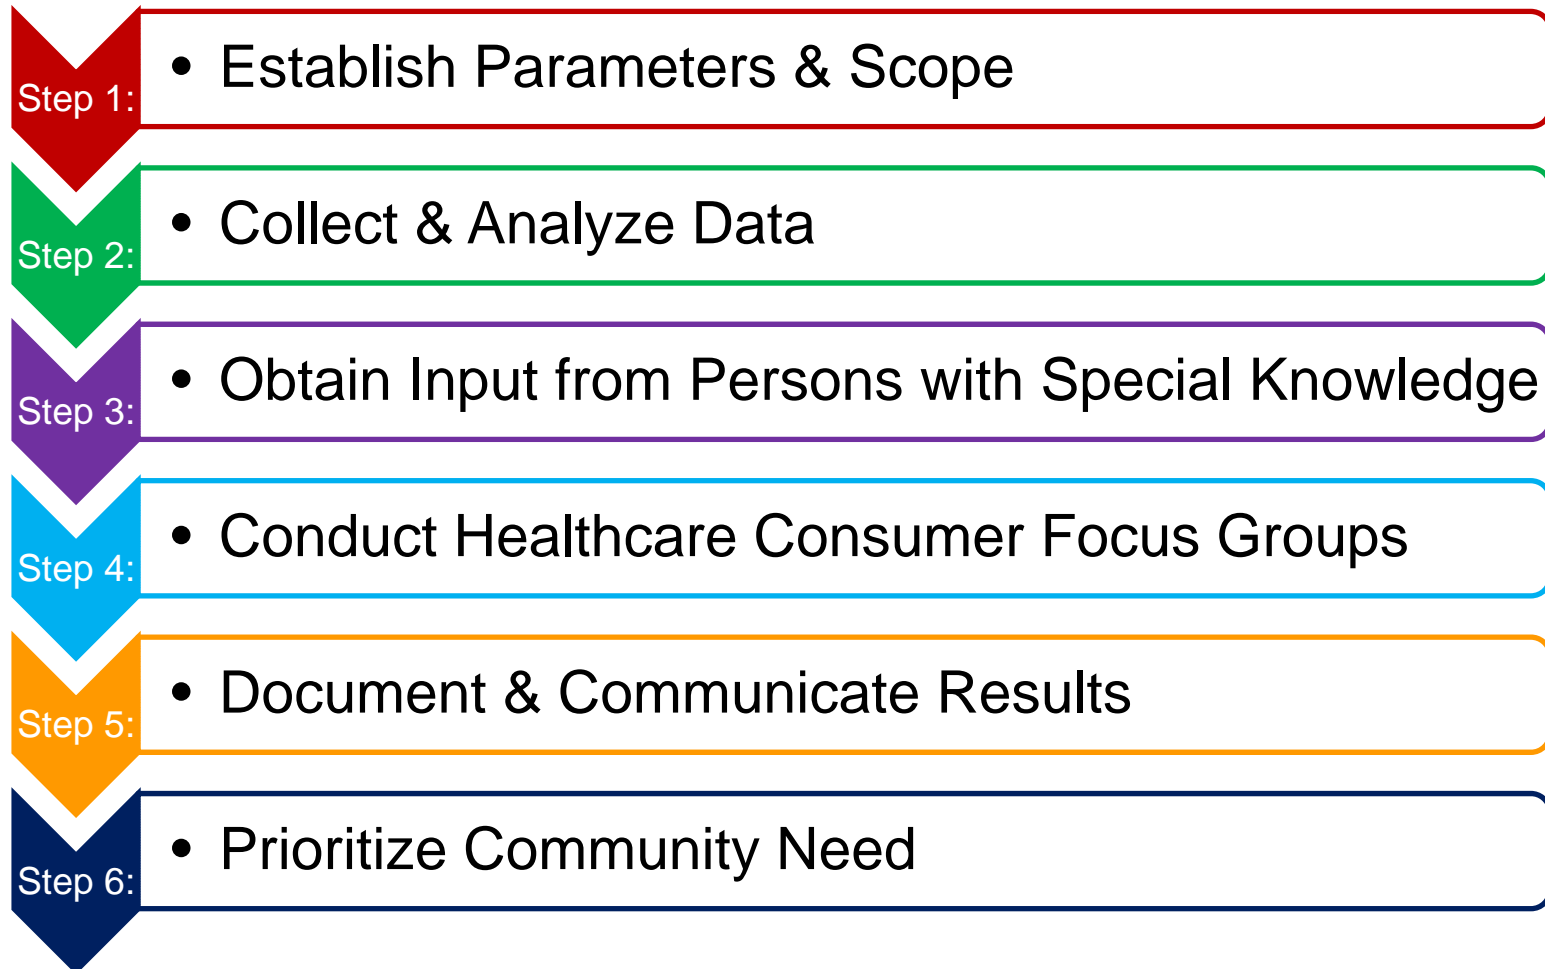 Step 1:
• Establish Parameters & Scope
Step 2:
• Collect & Analyze Data
Step 3:
• Obtain Input from Persons with Special Knowledge
Step 4:
• Conduct Healthcare Consumer Focus Groups
Step 5:
• Document & Communicate Results
Step 6:
• Prioritize Community Need